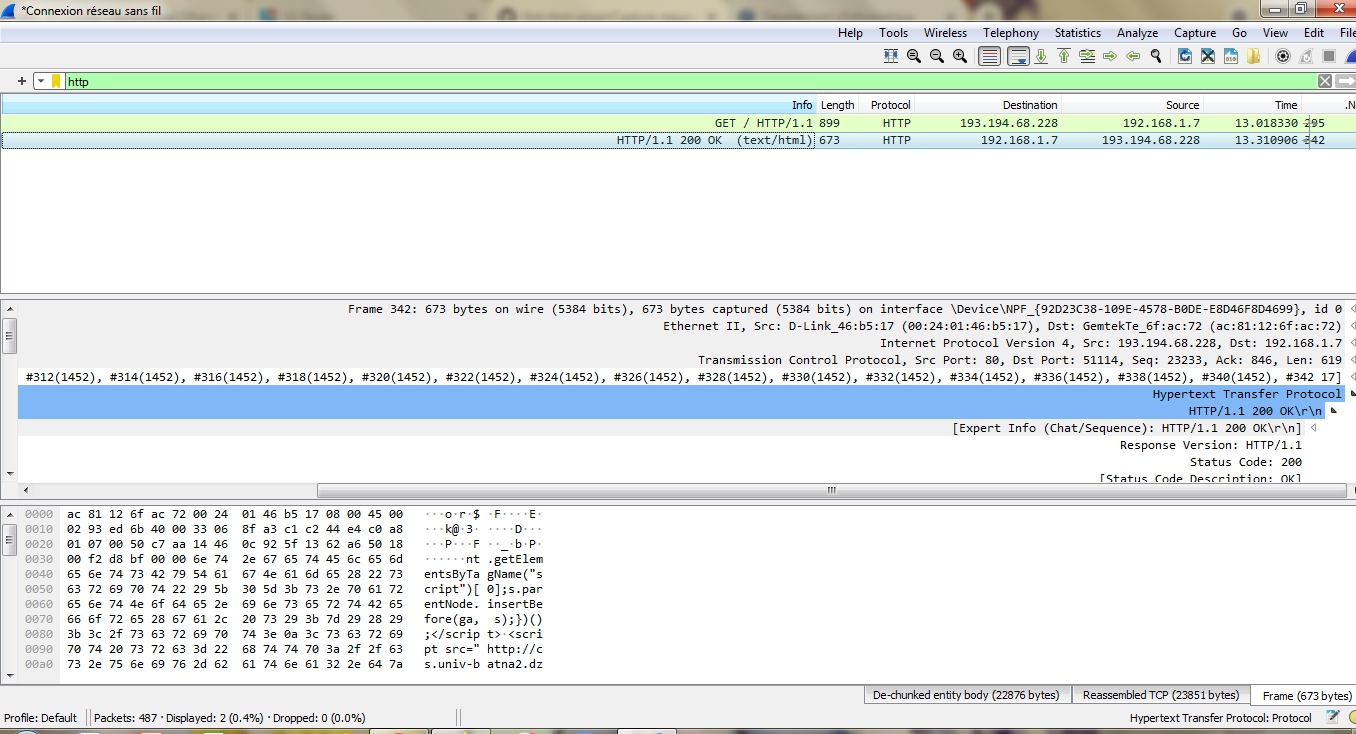 *Connexion réseau sans fil
Help Tools Wireless Telephony Statistics Analyze Capture Go View Edit File
+ http
Info Length Protocol Destination Source Time .N
GET / HTTP/1.1 899 HTTP 193.194.68.228 192.168.1.7 13.018330 295
HTTP/1.1 200 OK (text/html) 673 HTTP 192.168.1.7 193.194.68.228 13.310906 342
Frame 342: 673 bytes on wire (5384 bits), 673 bytes captured (5384 bits) on interface \Device\NPF_{92D23C38-109E-4578-B0DE-E8D46F8D4699}, id 0
Ethernet II, Src: D-Link_46:b5:17 (00:24:01:46:b5:17), Dst: GemtekTe_6f:ac:72 (ac:81:12:6f:ac:72)
Internet Protocol Version 4, Src: 193.194.68.228, Dst: 192.168.1.7
Transmission Control Protocol, Src Port: 80, Dst Port: 51114, Seq: 23233, Ack: 846, Len: 619
#312(1452), #314(1452), #316(1452), #318(1452), #320(1452), #322(1452), #324(1452), #326(1452), #328(1452), #330(1452), #332(1452), #334(1452), #336(1452), #338(1452), #340(1452), #342 17]
Hypertext Transfer Protocol
HTTP/1.1 200 OK\r\n
[Expert Info (Chat/Sequence): HTTP/1.1 200 OK\r\n]
Response Version: HTTP/1.1
Status Code: 200
[Status Code Description: OK]
0000 ac 81 12 6f ac 72 00 24 01 46 b5 17 08 00 45 00 ···o·r·$ ·F····E·
0010 02 93 ed 6b 40 00 33 06 8f a3 c1 c2 44 e4 c0 a8 ···k@·3· ····D···
0020 01 07 00 50 c7 aa 14 46 0c 92 5f 13 62 a6 50 18 ···P···F ··_·b·P·
0030 00 f2 d8 bf 00 00 6e 74 2e 67 65 74 45 6c 65 6d ······nt .getElem
0040 65 6e 74 73 42 79 54 61 67 4e 61 6d 65 28 22 73 entsByTa gName("s
0050 63 72 69 70 74 22 29 5b 30 5d 3b 73 2e 70 61 72 cript")[ 0];s.par
0060 65 6e 74 4e 6f 64 65 2e 69 6e 73 65 72 74 42 65 entNode. insertBe
0070 66 6f 72 65 28 67 61 2c 20 73 29 3b 7d 29 28 29 fore(ga, s);})()
0080 3b 3c 2f 73 63 72 69 70 74 3e 0a 3c 73 63 72 69 ;</scrip t>·<scri
0090 70 74 20 73 72 63 3d 22 68 74 74 70 3a 2f 2f 63 pt src=" http://c
00a0 73 2e 75 6e 69 76 2d 62 61 74 6e 61 32 2e 64 7a s.univ-b atna2.dz
De-chunked entity body (22876 bytes) Reassembled TCP (23851 bytes) Frame (673 bytes)
Profile: Default Packets: 487 · Displayed: 2 (0.4%) · Dropped: 0 (0.0%) Hypertext Transfer Protocol: Protocol